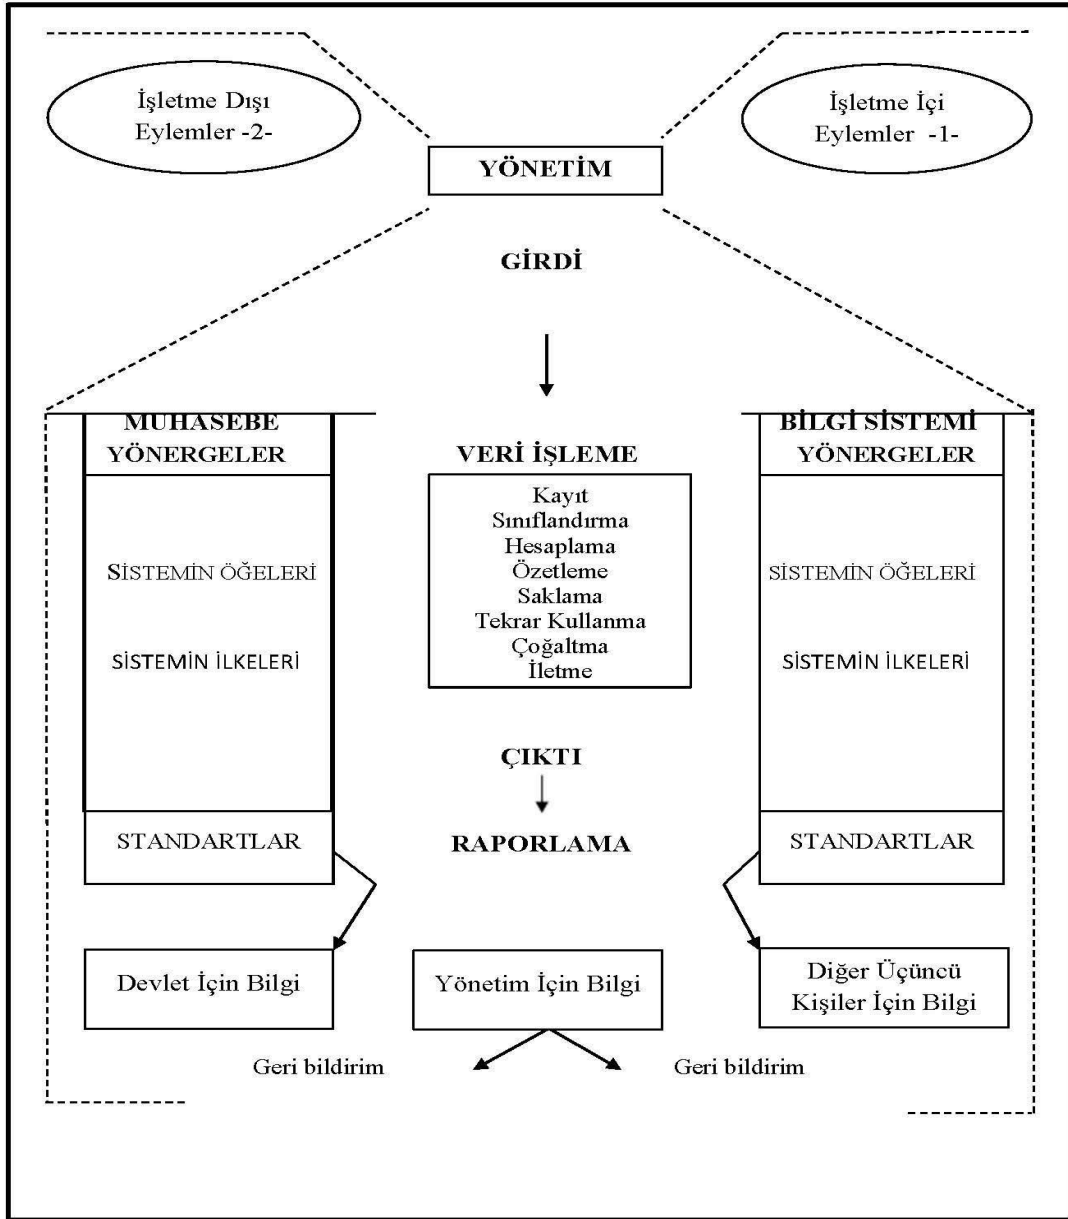 İşletme Dışı
Eylemler -2-
İşletme İçi
Eylemler -1-
YÖNETİM
GİRDİ
MUHASEBE
YÖNERGELER
VERİ İŞLEME
BİLGİ SİSTEMİ
YÖNERGELER
Kayıt
Sınıflandırma
Hesaplama
Özetleme
Saklama
Tekrar Kullanma
Çoğaltma
İletme
SİSTEMİN ÖĞELERİ
SİSTEMİN İLKELERİ
SİSTEMİN ÖĞELERİ
SİSTEMİN İLKELERİ
ÇIKTI
STANDARTLAR
RAPORLAMA
STANDARTLAR
Devlet İçin Bilgi
Yönetim İçin Bilgi
Diğer Üçüncü
Kişiler İçin Bilgi
Geri bildirim
Geri bildirim